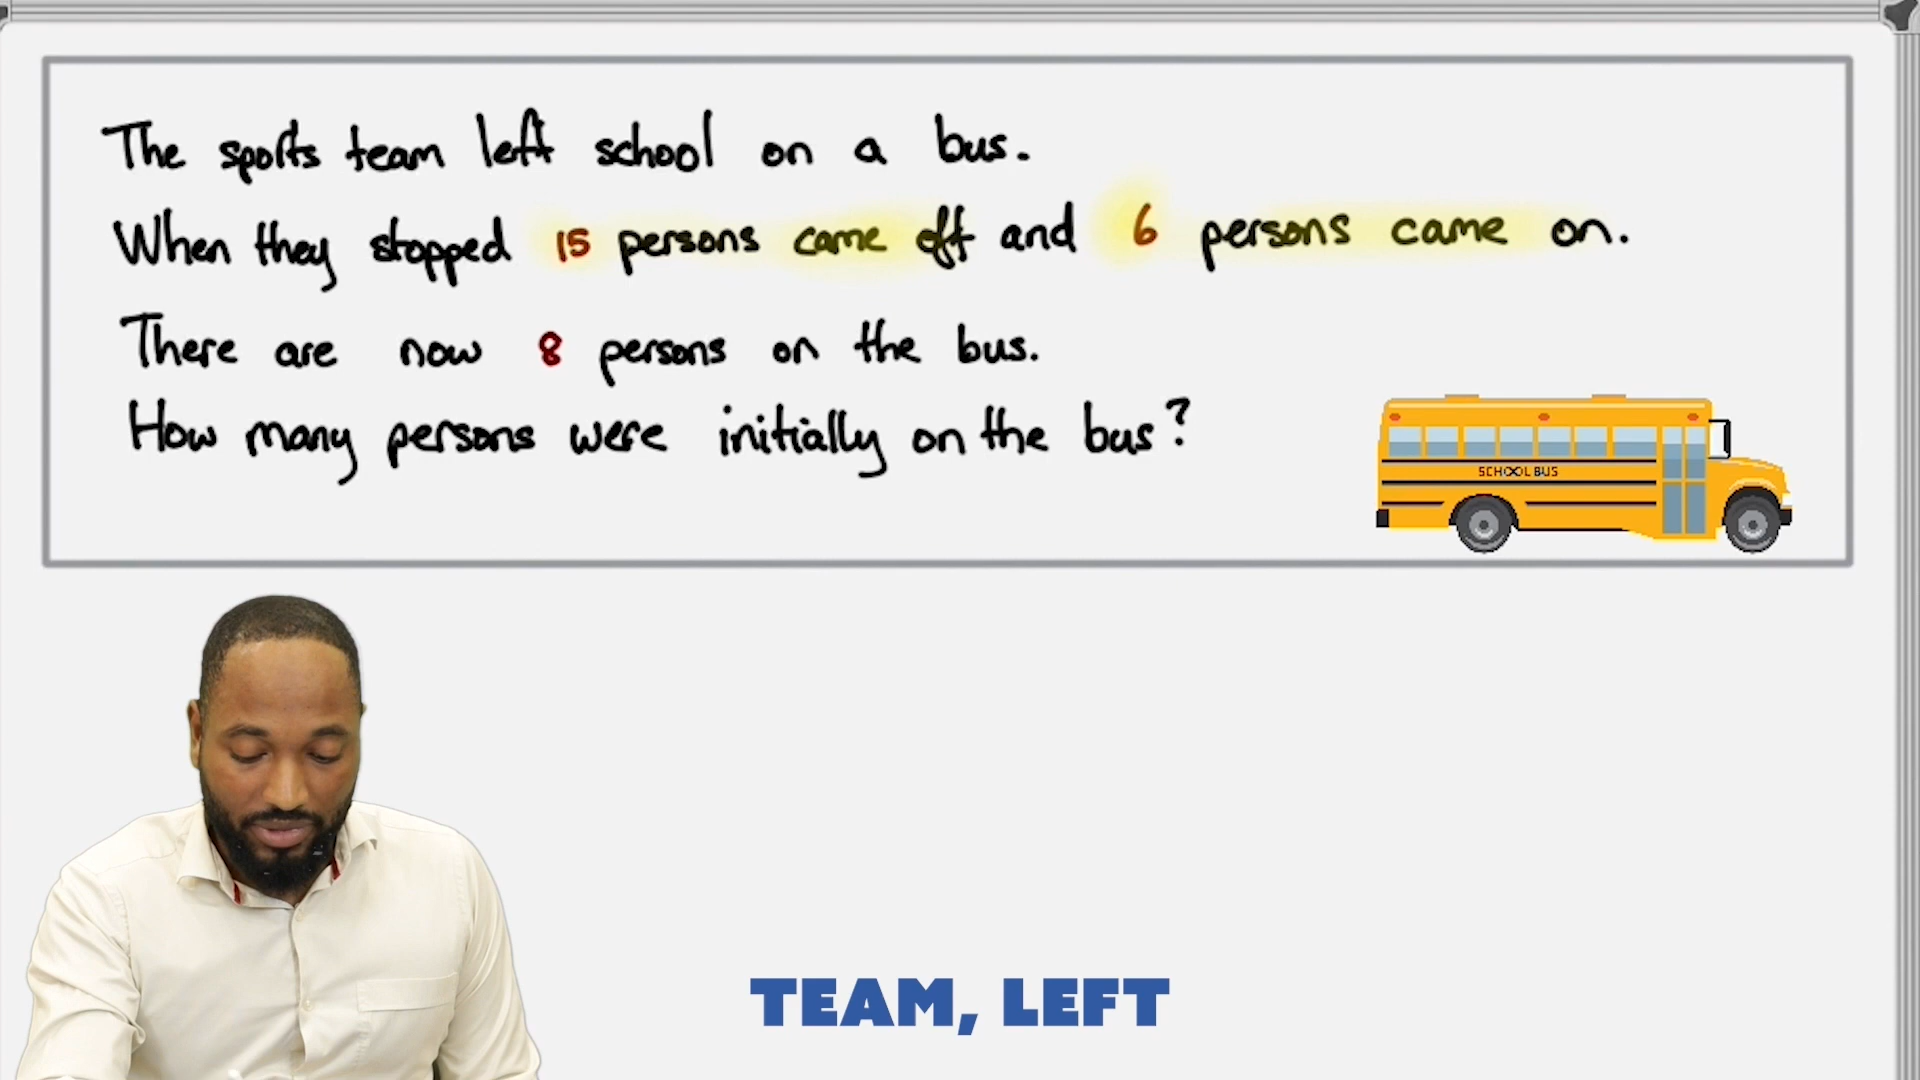 The sports team left school on a bus.
When they stopped 15 persons came off and 6 persons came on.
There are now 8 persons on the bus.
How many persons were initially on the bus?
SCHOOL BUS
TEAM, LEFT